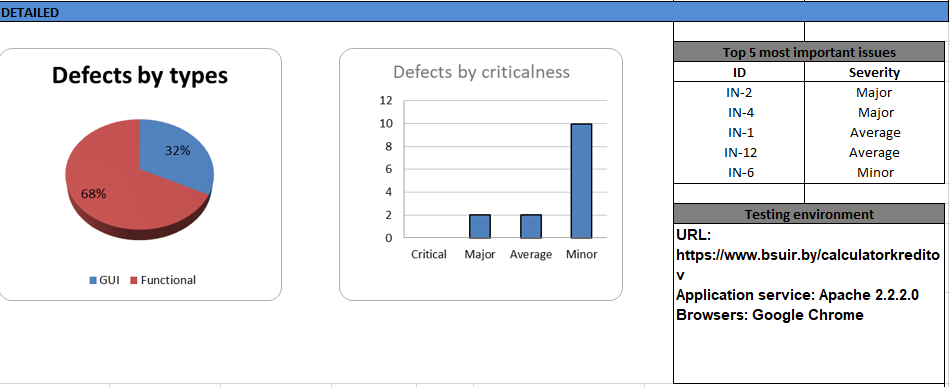 DETAILED
Defects by types
32%
68%
GUI Functional
Defects by criticalness
12
10
8
6
4
2
0
Critical Major Average Minor
Top 5 most important issues
ID Severity
IN-2 Major
IN-4 Major
IN-1 Average
IN-12 Average
IN-6 Minor
Testing environment
URL:
https://www.bsuir.by/calculatorkredito
v
Application service: Apache 2.2.2.0
Browsers: Google Chrome